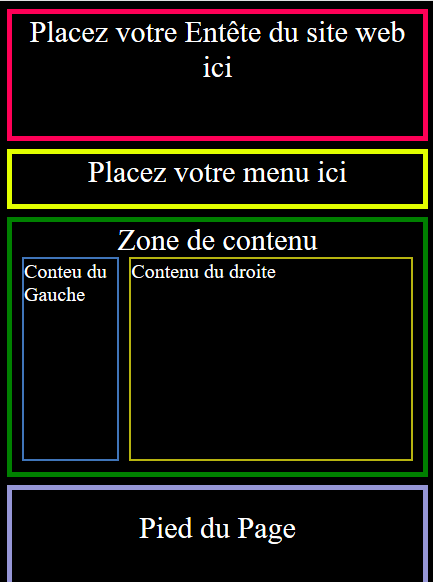 Placez votre Entête du site web
ici
Placez votre menu ici
Zone de contenu
Conteu du
Gauche
Contenu du droite
Pied du Page